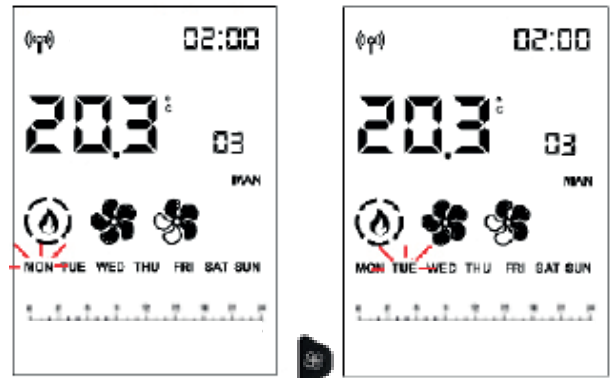 02:00
20.3 °C
03
MAN
MON TUE WED THU FRI SAT SUN
02:00
20.3 °C
03
MAN
MON TUE WED THU FRI SAT SUN